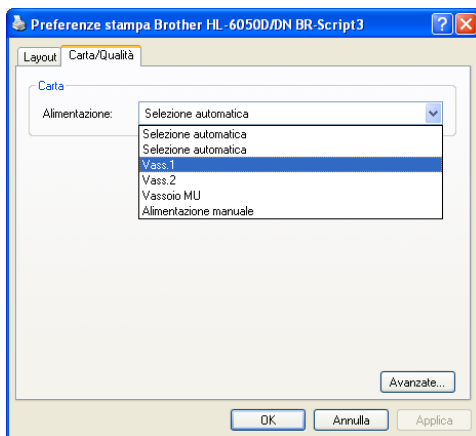 Preferenze stampa Brother HL-6050D/DN BR-Script3
Layout Carta/Qualità
Carta
Alimentazione: Selezione automatica
Selezione automatica
Selezione automatica
Vass.1
Vass.2
Vassoio MU
Alimentazione manuale
Avanzate...
OK Annulla Applica